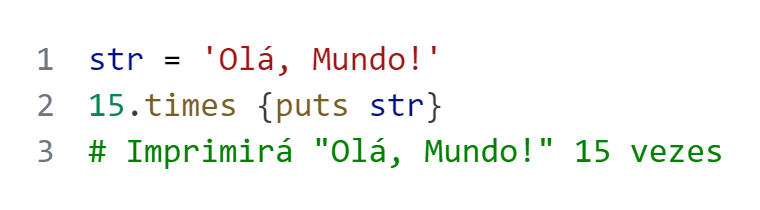 1 str = 'Olá, Mundo!'
2 15.times {puts str}
3 # Imprimirá "Olá, Mundo!" 15 vezes